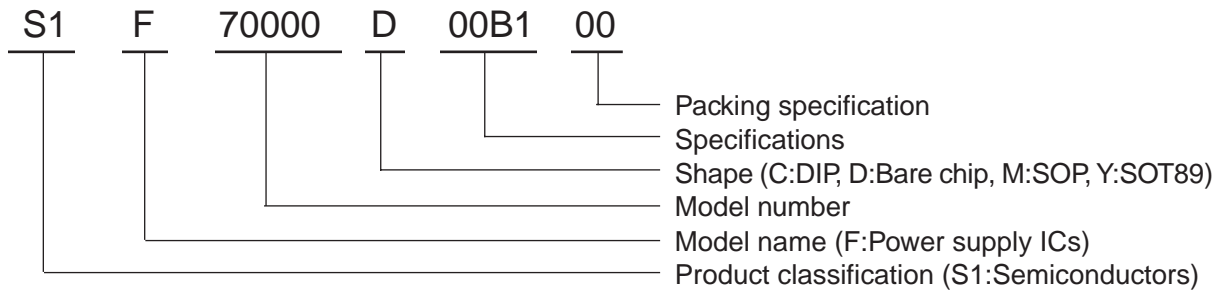 S1 F 70000 D 00B1 00
Packing specification
Specifications
Shape (C:DIP, D:Bare chip, M:SOP, Y:SOT89)
Model number
Model name (F:Power supply ICs)
Product classification (S1:Semiconductors)